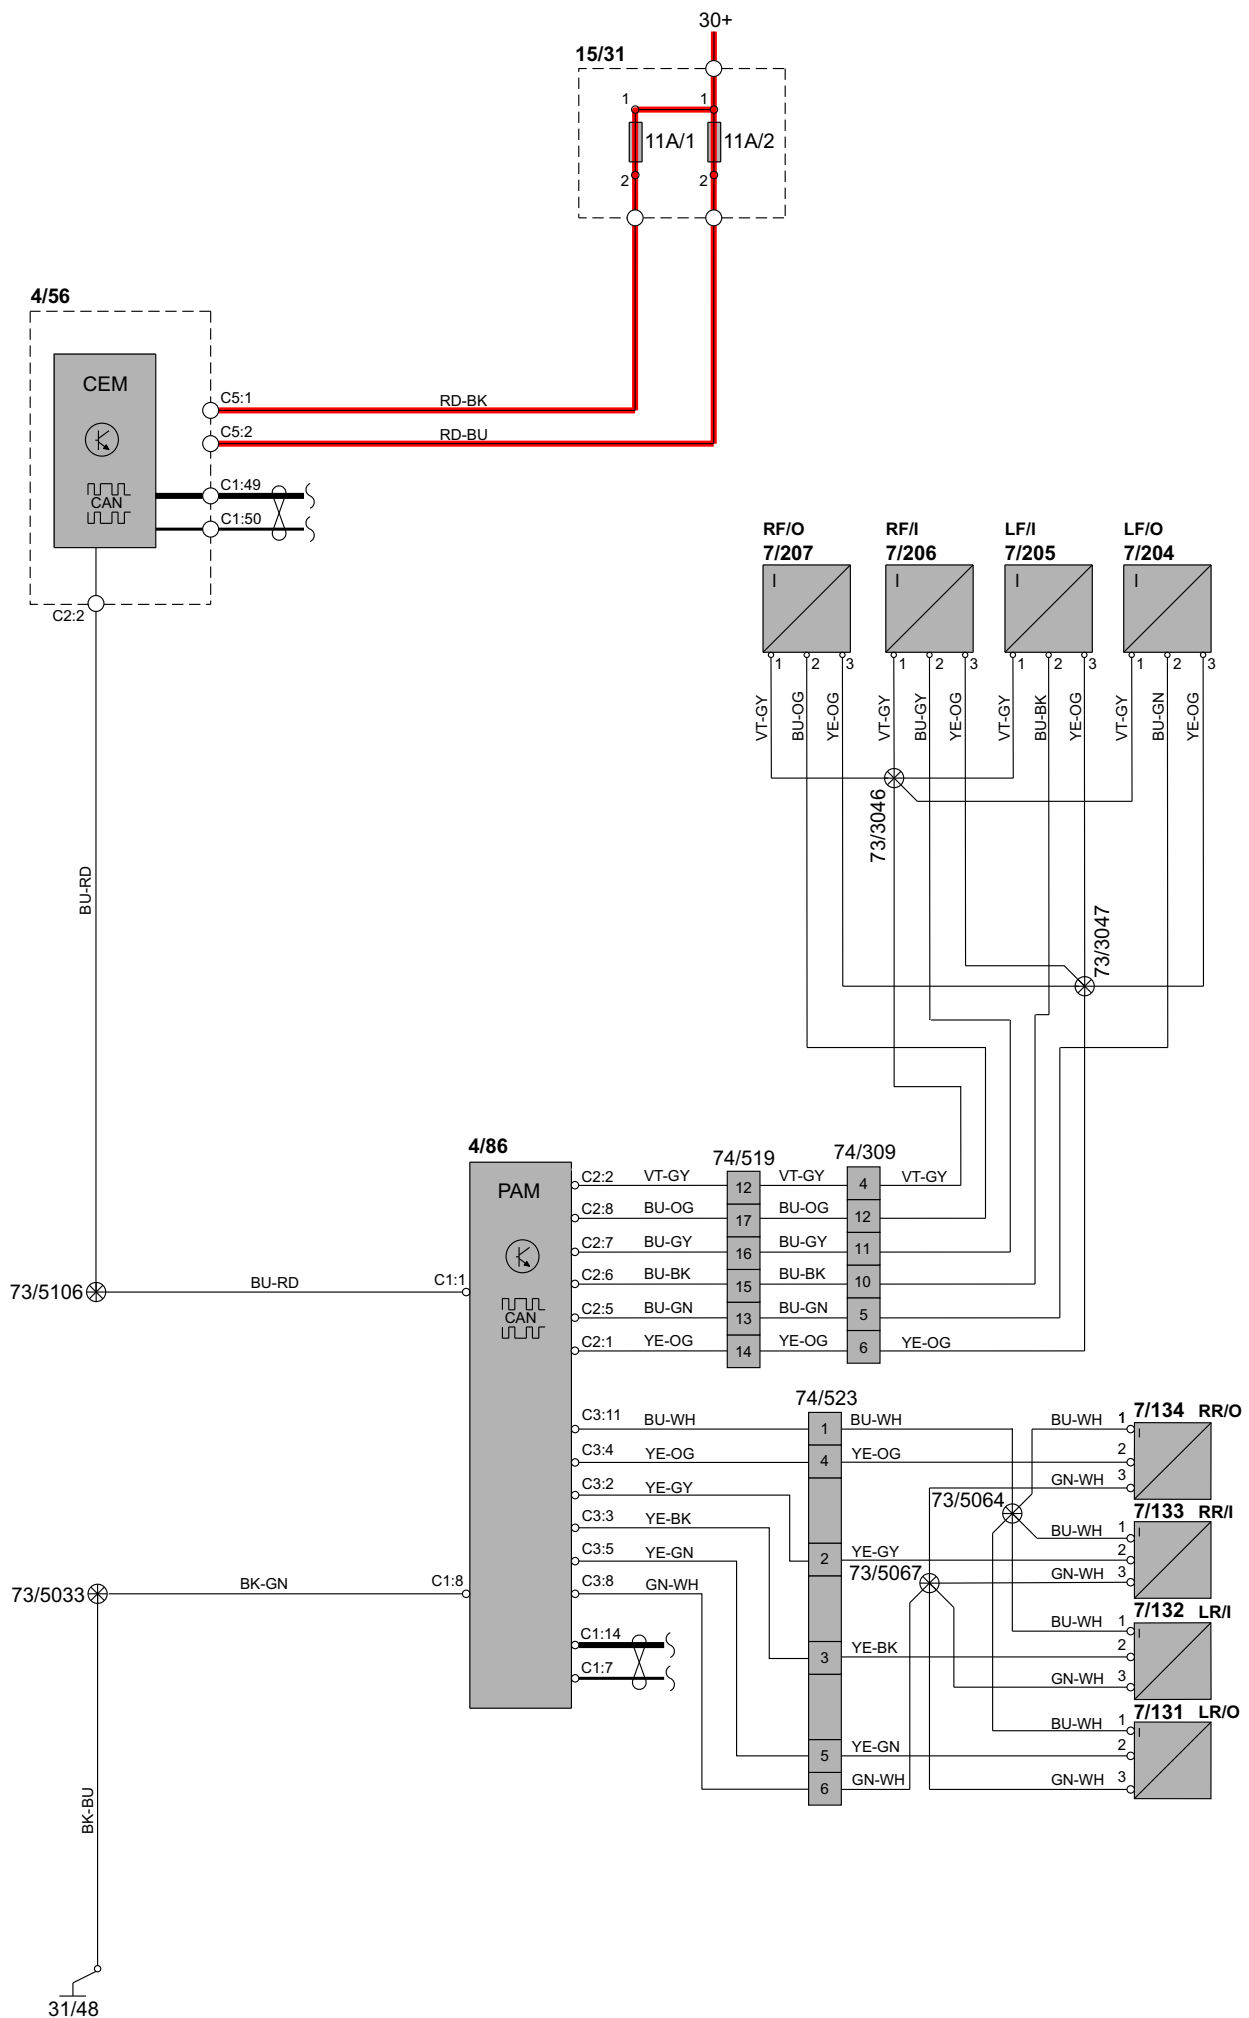 30+
15/31
1 1
11A/1 11A/2
2 2
4/56
CEM
CAN
C5:1 RD-BK
C5:2 RD-BU
C1:49
C1:50
C2:2
BU-RD
RF/O RF/I LF/I LF/O
7/207 7/206 7/205 7/204
I I I I
1 2 3 1 2 3 1 2 3 1 2 3
VT-GY BU-OG YE-OG VT-GY BU-GY YE-OG VT-GY BU-BK YE-OG VT-GY BU-GN YE-OG
73/3046
73/3047
4/86
PAM
CAN
74/519 74/309
C2:2 VT-GY 12 VT-GY 4 VT-GY
C2:8 BU-OG 17 BU-OG 12
C2:7 BU-GY 16 BU-GY 11
C2:6 BU-BK 15 BU-BK 10
C2:5 BU-GN 13 BU-GN 5
C2:1 YE-OG 14 YE-OG 6 YE-OG
73/5106 BU-RD C1:1
74/523
C3:11 BU-WH 1 BU-WH
C3:4 YE-OG 4 YE-OG
C3:2 YE-GY
C3:3 YE-BK
C3:5 YE-GN 2 YE-GY
C3:8 GN-WH
C1:14
C1:7
3 YE-BK
5 YE-GN
6 GN-WH
73/5064
73/5067
7/134 RR/O
BU-WH 1 I
2
GN-WH 3
7/133 RR/I
BU-WH 1 I
2
GN-WH 3
7/132 LR/I
BU-WH 1 I
2
GN-WH 3
7/131 LR/O
BU-WH 1 I
2
GN-WH 3
73/5033 BK-GN C1:8
BK-BU
31/48